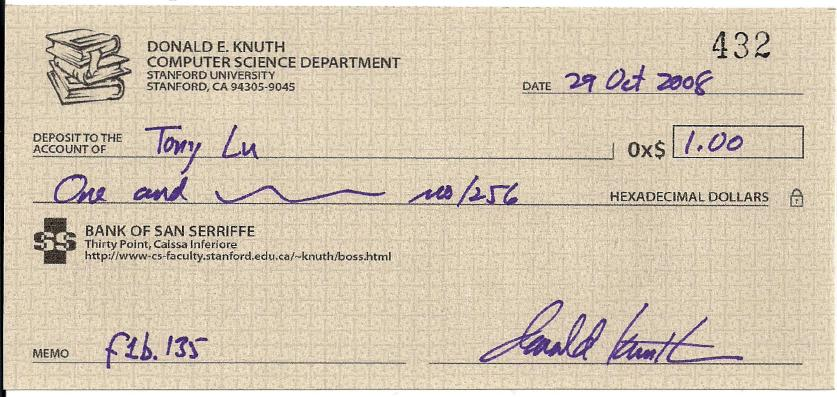 432
DONALD E. KNUTH
COMPUTER SCIENCE DEPARTMENT
STANFORD UNIVERSITY
STANFORD, CA 94305-9045
DATE 29 Oct 2008
DEPOSIT TO THE
ACCOUNT OF Tony Lu 0x$ 1.00
One and no/256 HEXADECIMAL DOLLARS
SS BANK OF SAN SERRIFFE
Thirty Point, Caissa Inferiore
http://www-cs-faculty.stanford.edu.ca/~knuth/boss.html
MEMO f1b.135 Donald Knuth